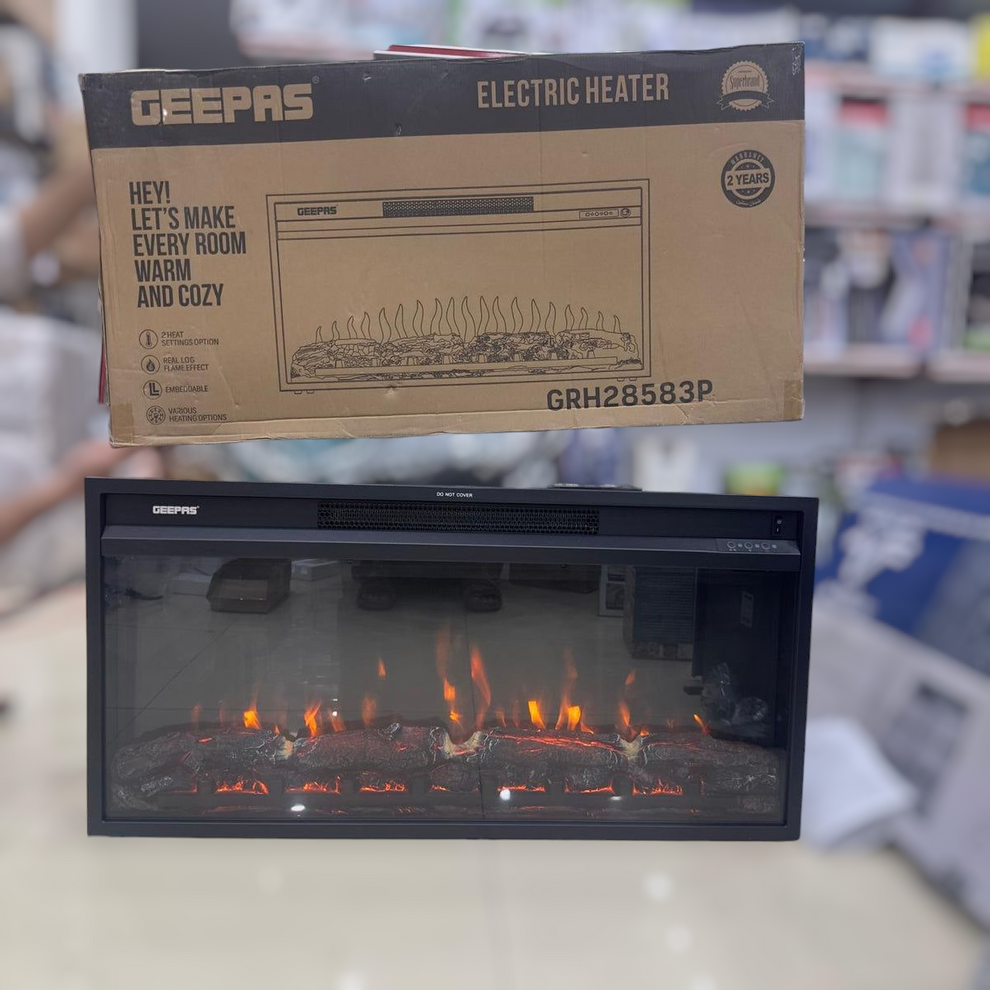 GEEPAS
ELECTRIC HEATER
Superbrand
WARRANTY
2 YEARS
HEY!
LET'S MAKE
EVERY ROOM
WARM
AND COZY
GEEPAS
2 HEAT
SETTINGS OPTION
REAL LOG
FLAME EFFECT
EMBEDDABLE
VARIOUS
HEATING OPTIONS
GRH28583P
DO NOT COVER
GEEPAS